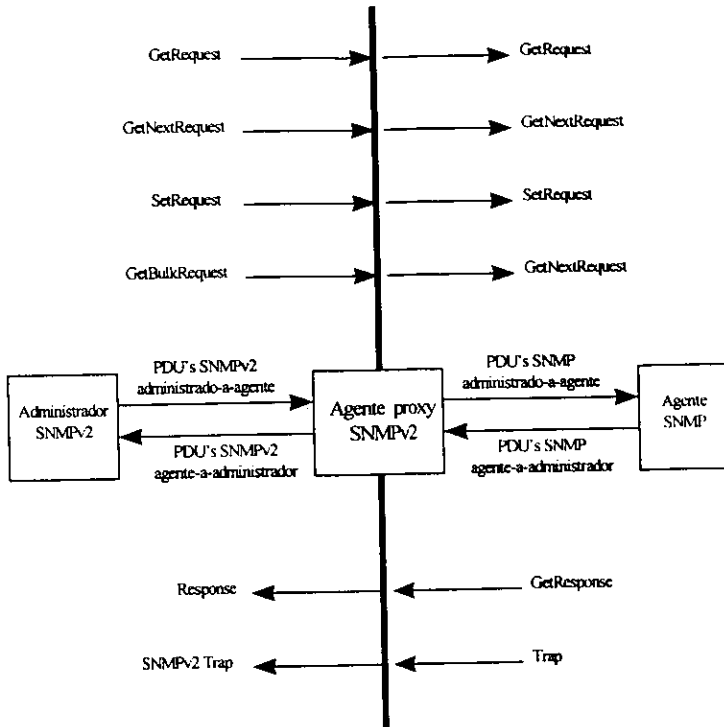 GetRequest
GetRequest
GetNextRequest
GetNextRequest
SetRequest
SetRequest
GetBulkRequest
GetNextRequest
PDU's SNMPv2
administrado-a-agente
PDU's SNMP
administrado-a-agente
Administrador
SNMPv2
Agente proxy
SNMPv2
Agente
SNMP
PDU's SNMPv2
agente-a-administrador
PDU's SNMP
agente-a-administrador
Response
GetResponse
SNMPv2 Trap
Trap